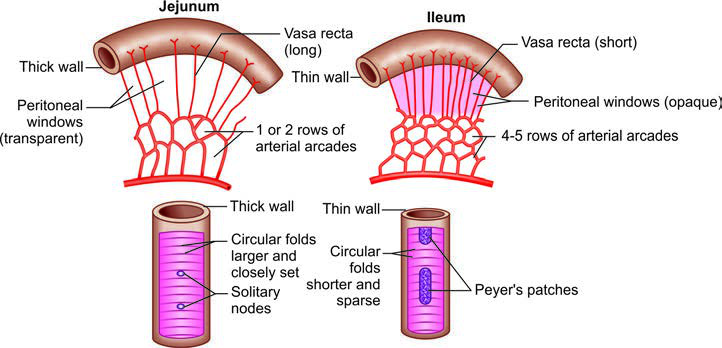 Jejunum
Vasa recta
(long)
Thick wall
Peritoneal
windows
(transparent)
1 or 2 rows of
arterial arcades
Ileum
Vasa recta (short)
Thin wall
Peritoneal windows (opaque)
4-5 rows of arterial arcades
Thick wall
Circular folds
larger and
closely set
Solitary
nodes
Thin wall
Circular
folds
shorter and
sparse
Peyer's patches